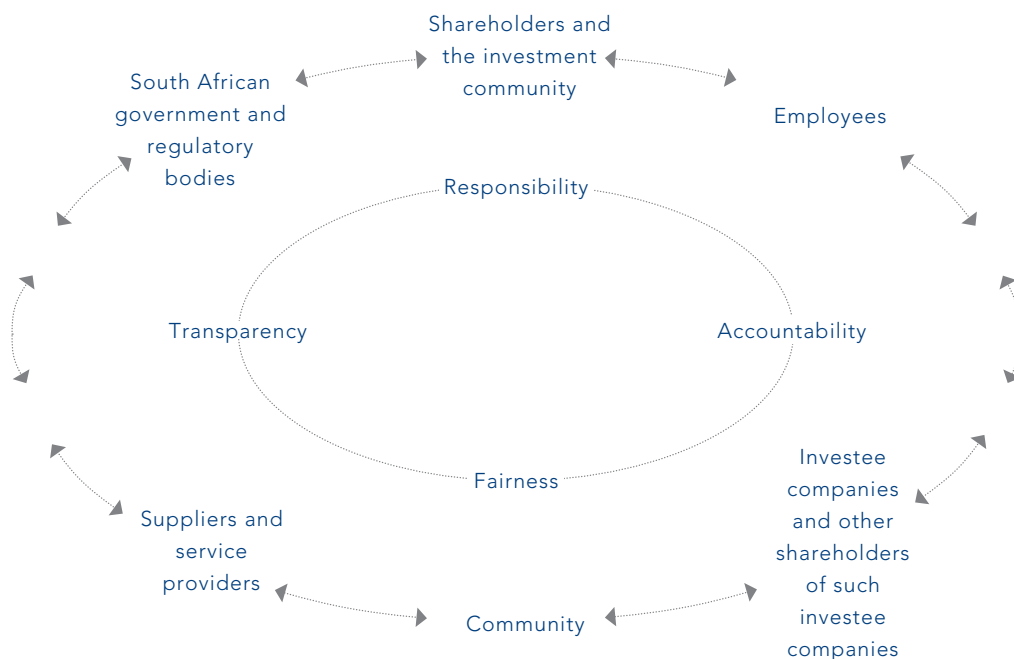 Shareholders and
the investment
community
South African
government and
regulatory
bodies
Employees
Responsibility
Transparency
Accountability
Fairness
Investee
companies
and other
shareholders
of such
investee
companies
Suppliers and
service
providers
Community